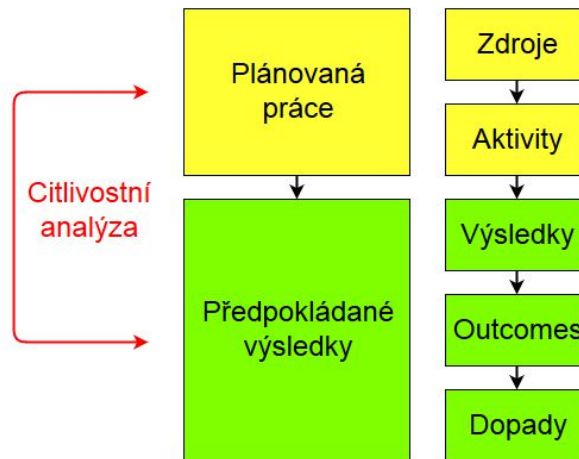 Plánovaná
práce
Zdroje
Aktivity
Citlivostní
analýza
Předpokládané
výsledky
Výsledky
Outcomes
Dopady